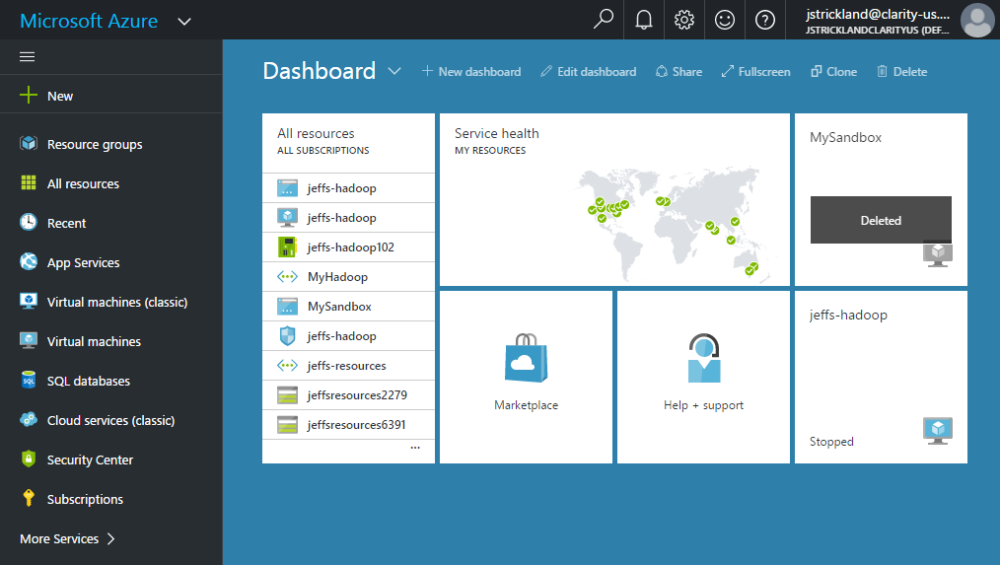 Microsoft Azure
jstrickland@clarity-us....
JSTRICKLANDCLARITYUS (DEF...
New
Resource groups
All resources
Recent
App Services
Virtual machines (classic)
Virtual machines
SQL databases
Cloud services (classic)
Security Center
Subscriptions
More Services
Dashboard
New dashboard
Edit dashboard
Share
Fullscreen
Clone
Delete
All resources
ALL SUBSCRIPTIONS
jeffs-hadoop
jeffs-hadoop
jeffs-hadoop102
MyHadoop
MySandbox
jeffs-hadoop
jeffs-resources
jeffsresources2279
jeffsresources6391
...
Service health
MY RESOURCES
MySandbox
Deleted
Marketplace
Help + support
jeffs-hadoop
Stopped